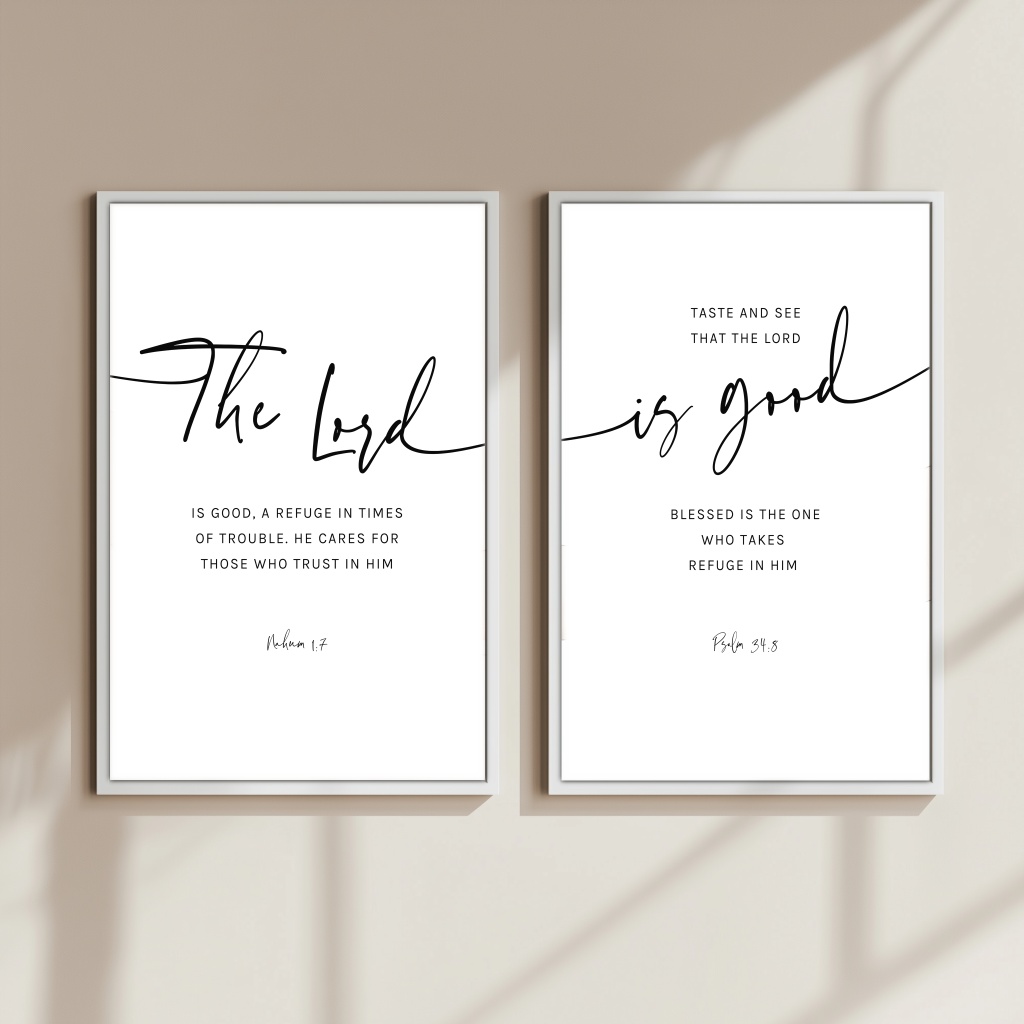 The Lord
IS GOOD, A REFUGE IN TIMES
OF TROUBLE. HE CARES FOR
THOSE WHO TRUST IN HIM
Nahum 1:7
TASTE AND SEE
THAT THE LORD
is good
BLESSED IS THE ONE
WHO TAKES
REFUGE IN HIM
Psalm 34:8